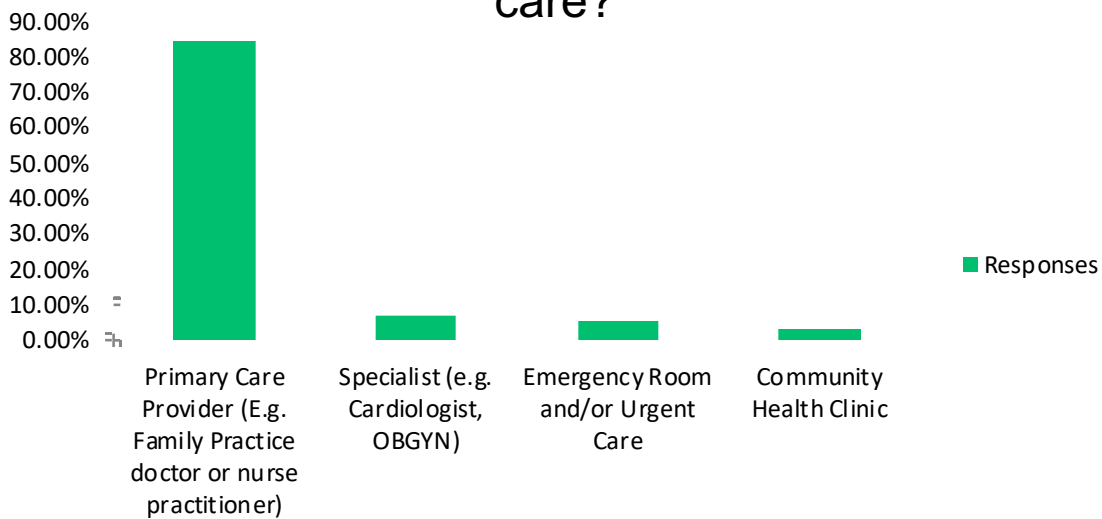 care?
90.00%
80.00%
70.00%
60.00%
50.00%
40.00%
30.00%
20.00%
10.00%
0.00%
Responses
Primary Care
Provider (E.g.
Family Practice
doctor or nurse
practitioner)
Specialist (e.g.
Cardiologist,
OBGYN)
Emergency Room
and/or Urgent
Care
Community
Health Clinic